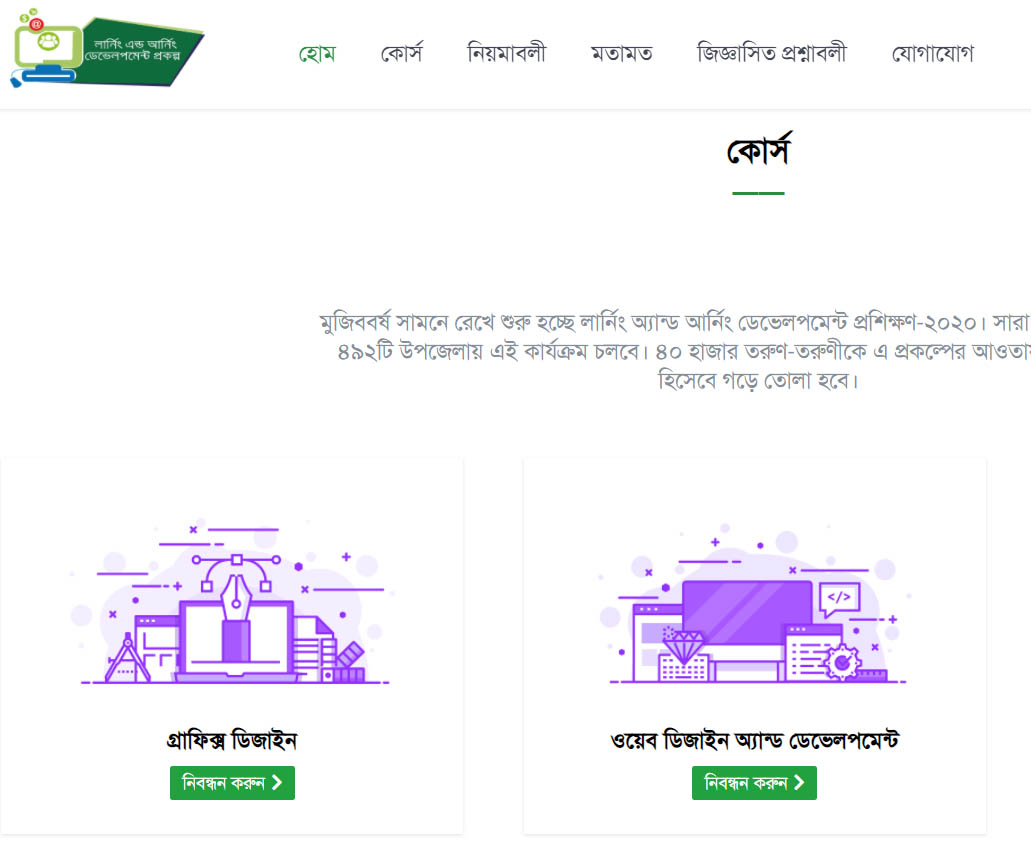 লার্নিং এন্ড আর্নিং
ডেভেলপমেন্ট প্রকল্প
হোম কোর্স নিয়মাবলী মতামত জিজ্ঞাসিত প্রশ্নাবলী যোগাযোগ
কোর্স
মুজিববর্ষ সামনে রেখে শুরু হচ্ছে লার্নিং অ্যান্ড আর্নিং ডেভেলপমেন্ট প্রশিক্ষণ-২০২০। সারা
৪৯২টি উপজেলায় এই কার্যক্রম চলবে। ৪০ হাজার তরুণ-তরুণীকে এ প্রকল্পের
হিসেবে গড়ে তোলা হবে।
গ্রাফিক্স ডিজাইন
নিবন্ধন করুন
ওয়েব ডিজাইন অ্যান্ড ডেভেলপমেন্ট
নিবন্ধন করুন